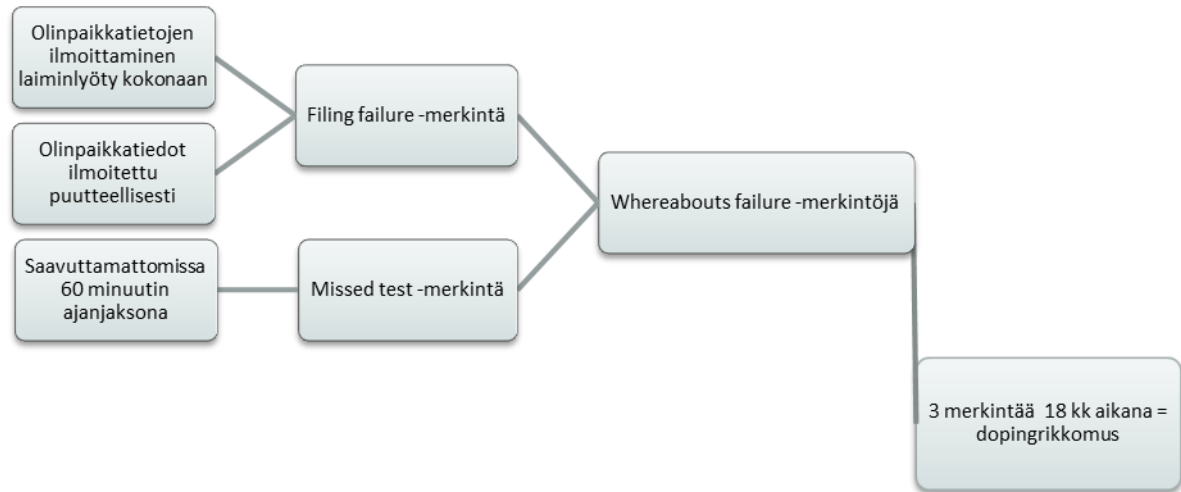 Olinpaikkatietojen
ilmoittaminen
laiminlyöty kokonaan
Olinpaikkatiedot
ilmoitettu
puutteellisesti
Saavuttamattomissa
60 minuutin
ajanjaksona
Filing failure -merkintä
Missed test -merkintä
Whereabouts failure -merkintöjä
3 merkintää 18 kk aikana =
dopingrikkomus